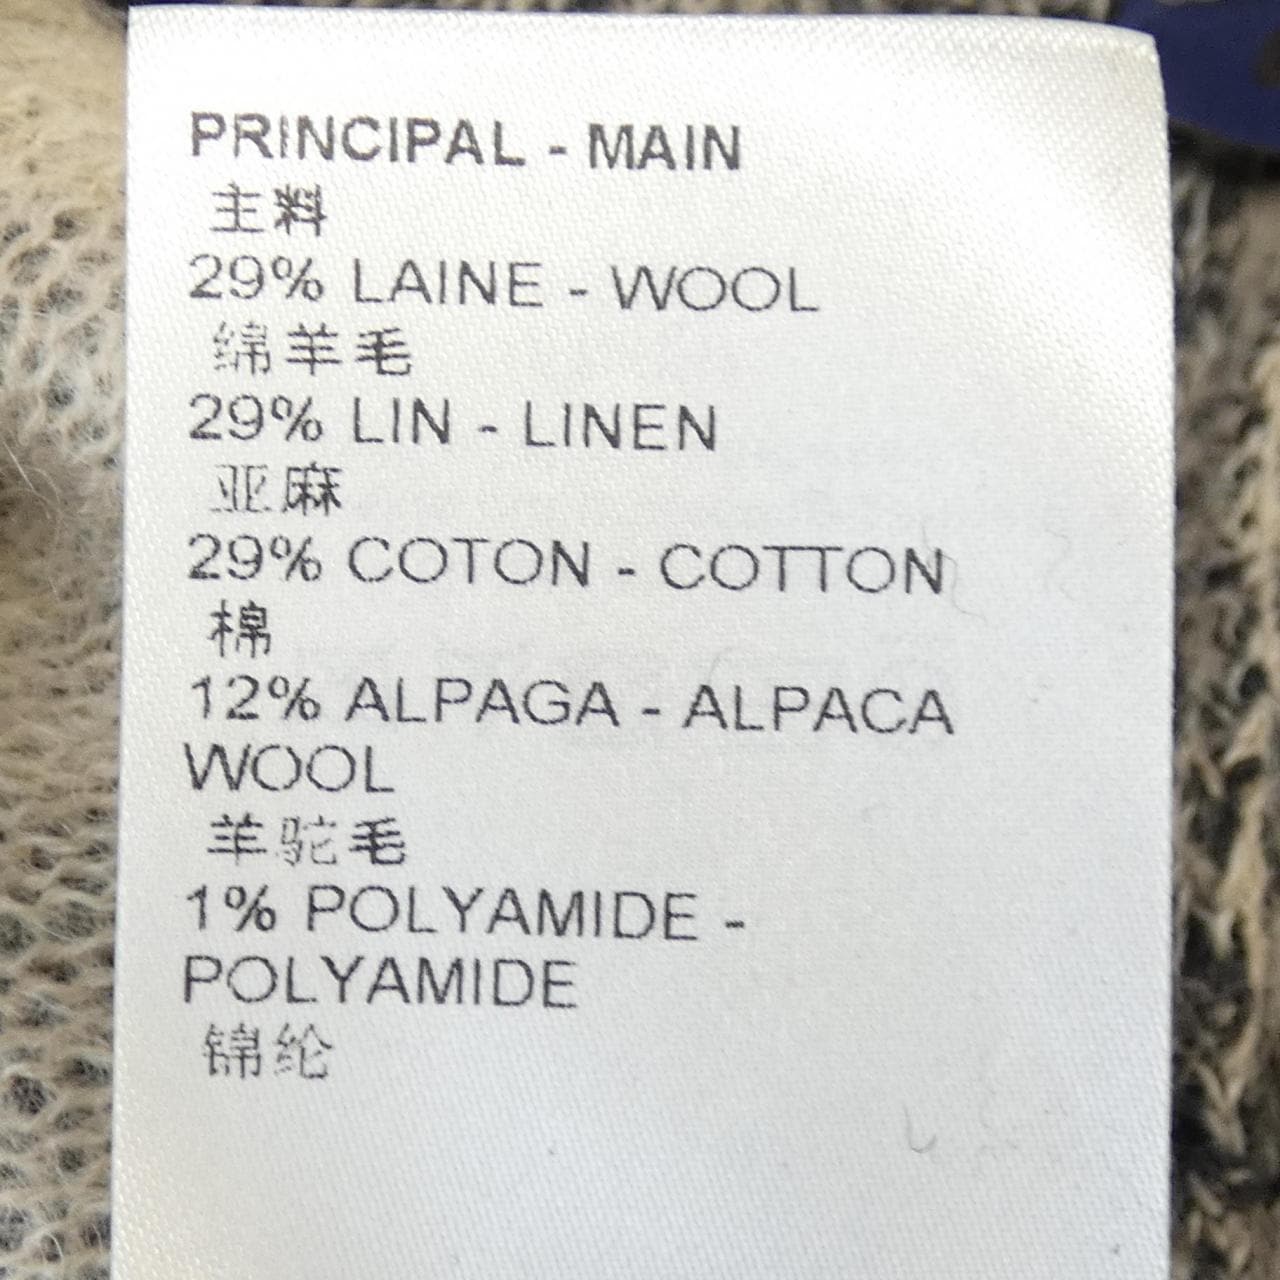 PRINCIPAL - MAIN
主料
29% LAINE - WOOL
绵羊毛
29% LIN - LINEN
亚麻
29% COTON - COTTON
棉
12% ALPAGA - ALPACA
WOOL
羊驼毛
1% POLYAMIDE -
POLYAMIDE
锦纶